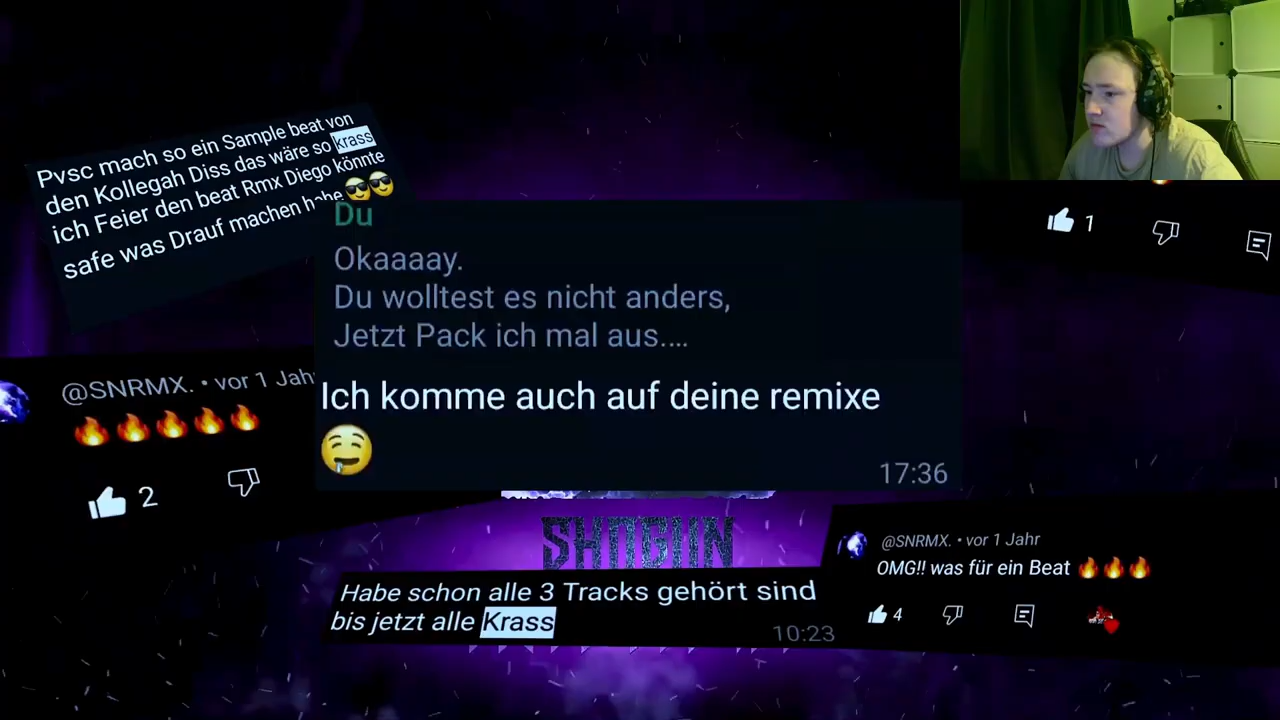 Pvsc mach so ein Sample beat von
den Kollegah Diss das wäre so krass
ich Feier den beat Rmx Diego könnte
safe was Drauf machen habe 😎😎
Du
Okaaaay.
Du wolltest es nicht anders,
Jetzt Pack ich mal aus....
Ich komme auch auf deine remixe
🤤
17:36
1
@SNRMX. • vor 1 Jahr
🔥🔥🔥🔥🔥
2
SHOGUN
Habe schon alle 3 Tracks gehört sind
bis jetzt alle Krass
10:23
@SNRMX. • vor 1 Jahr
OMG!! was für ein Beat 🔥🔥🔥
4